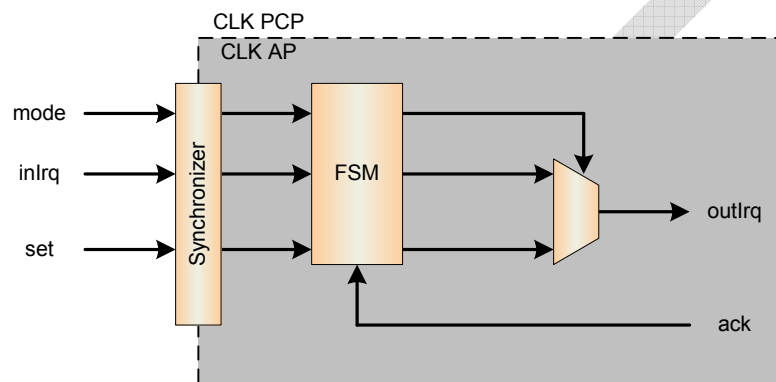 CLK PCP
CLK AP
mode
inIrq
set
Synchronizer
FSM
outIrq
ack